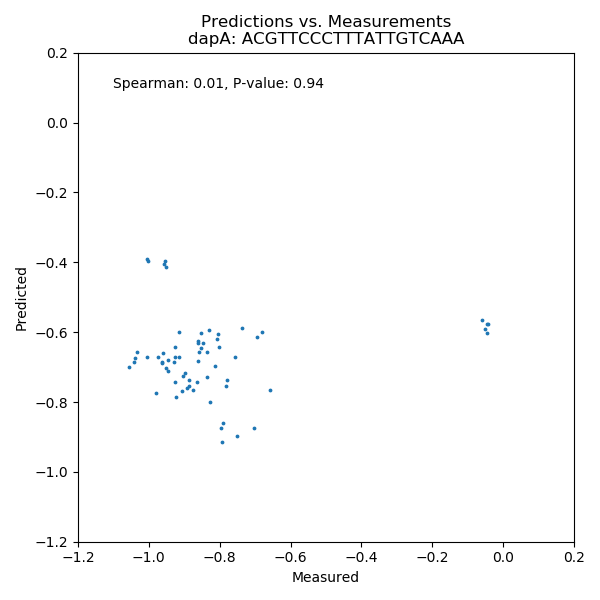 Predictions vs. Measurements
dapA: ACGTTCCCTTTATTGTCAAA
Spearman: 0.01, P-value: 0.94
0.2
0.0
−0.2
−0.4
−0.6
−0.8
−1.0
−1.2
Predicted
−1.2 −1.0 −0.8 −0.6 −0.4 −0.2 0.0 0.2
Measured